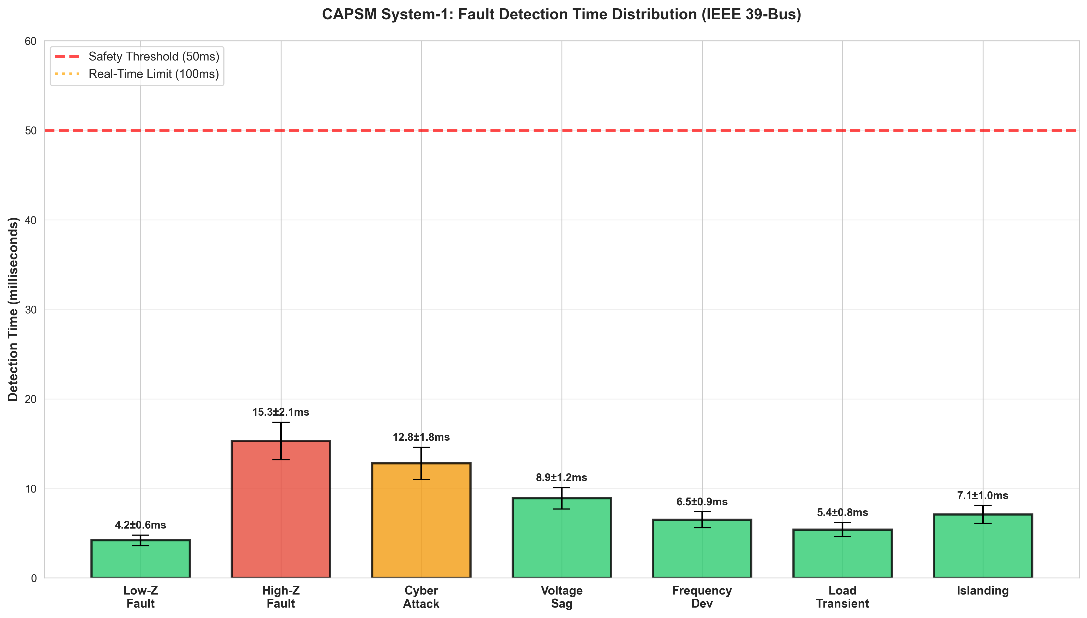 CAPSM System-1: Fault Detection Time Distribution (IEEE 39-Bus)
Safety Threshold (50ms)
Real-Time Limit (100ms)
Detection Time (milliseconds)
60
50
40
30
20
10
0
4.2±0.6ms
15.3±2.1ms
12.8±1.8ms
8.9±1.2ms
6.5±0.9ms
5.4±0.8ms
7.1±1.0ms
Low-Z
Fault
High-Z
Fault
Cyber
Attack
Voltage
Sag
Frequency
Dev
Load
Transient
Islanding